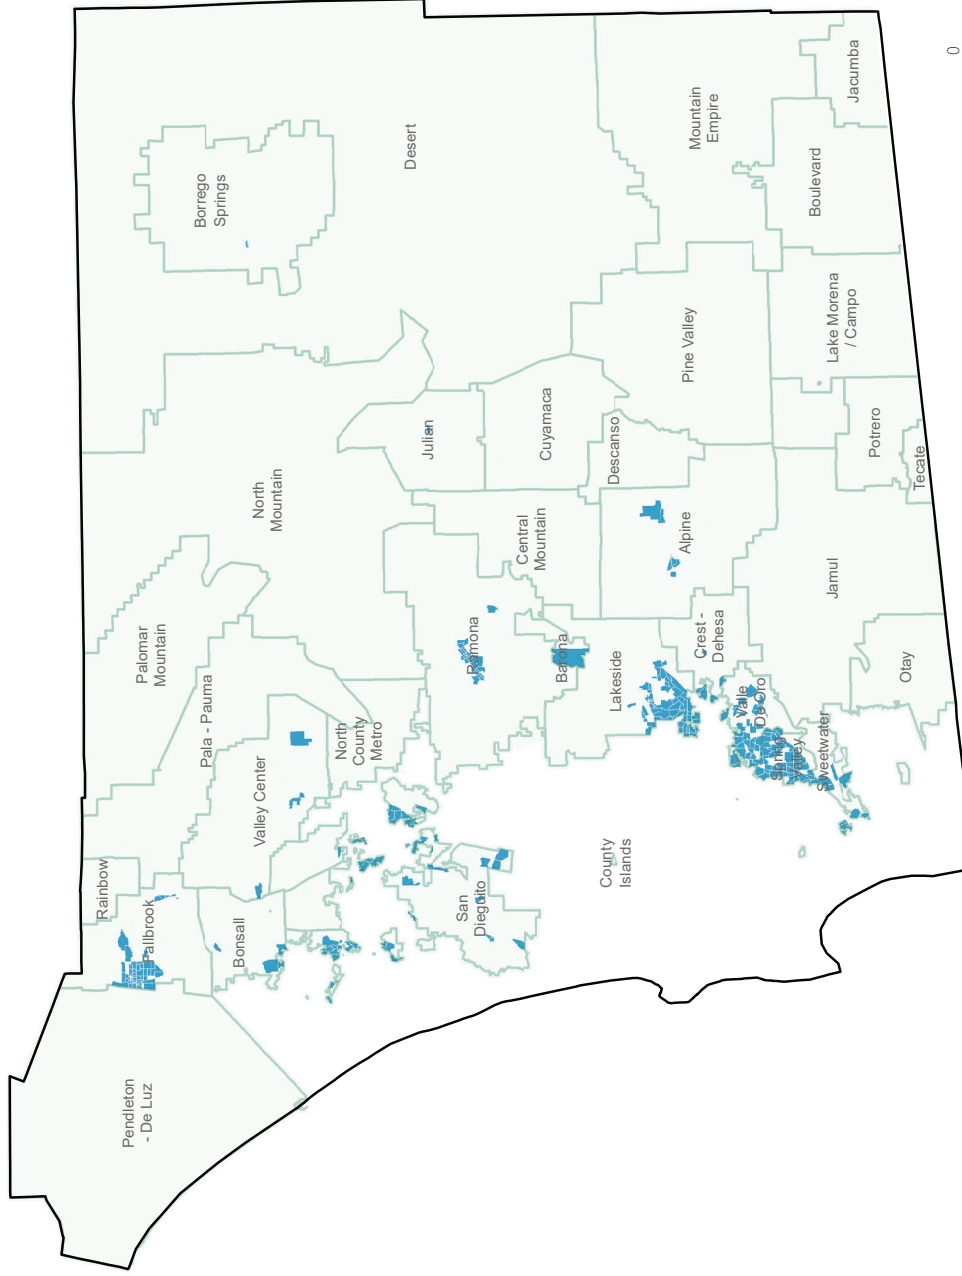 Rainbow
Fallbrook
Pendleton
- De Luz
Bonsall
Pala - Pauma
Palomar
Mountain
Valley Center
North
County
Metro
North
Mountain
Borrego
Springs
Desert
San
Dieguito
Ramona
Julian
Central
Mountain
Cuyamaca
Barona
Lakeside
County
Islands
Descanso
Alpine
Pine Valley
Mountain
Empire
Crest -
Dehesa
Valle
De Oro
Spring
Valley
Sweetwater
Jamul
Otay
Lake Morena
/ Campo
Boulevard
Jacumba
Potrero
Tecate
0